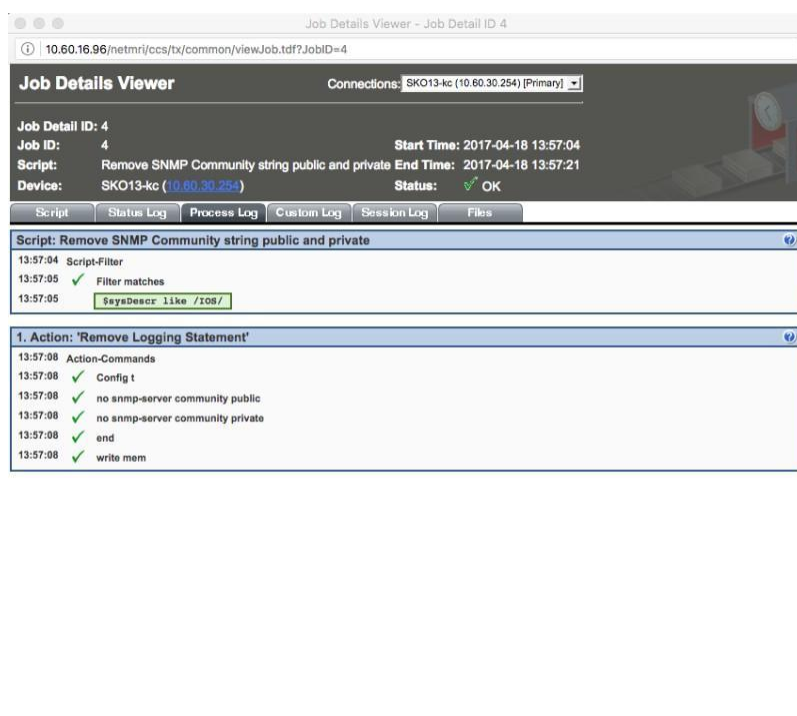 Job Details Viewer - Job Detail ID 4
10.60.16.96/netmri/ccs/tx/common/viewJob.tdf?JobID=4
Job Details Viewer Connections: SKO13-kc (10.60.30.254) [Primary]
Job Detail ID: 4
Job ID: 4 Start Time: 2017-04-18 13:57:04
Script: Remove SNMP Community string public and private End Time: 2017-04-18 13:57:21
Device: SKO13-kc (10.60.30.254) Status: OK
Script Status Log Process Log Custom Log Session Log Files
Script: Remove SNMP Community string public and private
13:57:04 Script-Filter
13:57:05 Filter matches
13:57:05 $sysDescr like /IOS/
1. Action: 'Remove Logging Statement'
13:57:08 Action-Commands
13:57:08 Config t
13:57:08 no snmp-server community public
13:57:08 no snmp-server community private
13:57:08 end
13:57:08 write mem